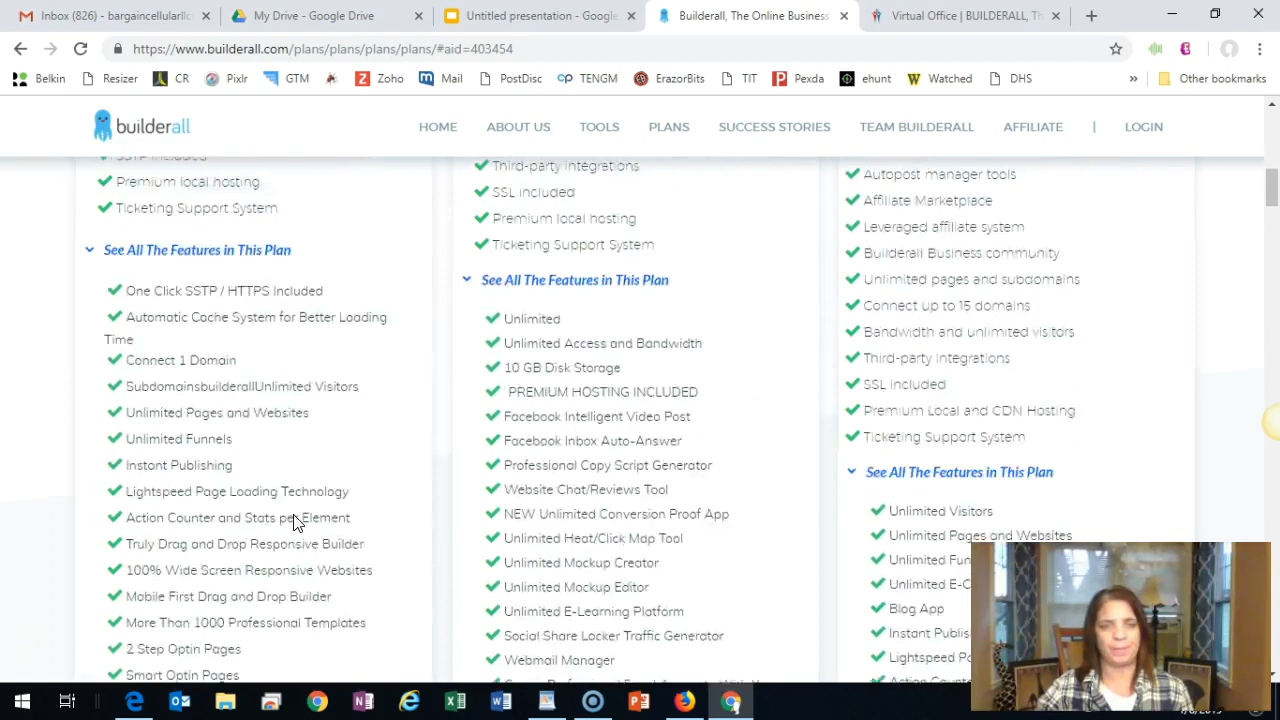 Inbox (826) - bargaincellularllc
My Drive - Google Drive
Untitled presentation - Google
Builderall, The Online Business
Virtual Office | BUILDERALL, Th
https://www.builderall.com/plans/plans/plans/plans/#aid=403454
Belkin
Resizer
CR
Pixlr
GTM
Zoho
Mail
PostDisc
TENGM
ErazorBits
TIT
Pexda
ehunt
Watched
DHS
Other bookmarks
builderall
HOME
ABOUT US
TOOLS
PLANS
SUCCESS STORIES
TEAM BUILDERALL
AFFILIATE
|
LOGIN
SSTP Included
Premium local hosting
Ticketing Support System
See All The Features in This Plan
One Click SSTP / HTTPS Included
Automatic Cache System for Better Loading
Time
Connect 1 Domain
SubdomainsbuilderallUnlimited Visitors
Unlimited Pages and Websites
Unlimited Funnels
Instant Publishing
Lightspeed Page Loading Technology
Action Counter and Stats per Element
Truly Drag and Drop Responsive Builder
100% Wide Screen Responsive Websites
Mobile First Drag and Drop Builder
More Than 1000 Professional Templates
2 Step Optin Pages
Smart Optin Pages
Third-party Integrations
SSL included
Premium local hosting
Ticketing Support System
See All The Features in This Plan
Unlimited
Unlimited Access and Bandwidth
10 GB Disk Storage
PREMIUM HOSTING INCLUDED
Facebook Intelligent Video Post
Facebook Inbox Auto-Answer
Professional Copy Script Generator
Website Chat/Reviews Tool
NEW Unlimited Conversion Proof App
Unlimited Heat/Click Map Tool
Unlimited Mockup Creator
Unlimited Mockup Editor
Unlimited E-Learning Platform
Social Share Locker Traffic Generator
Webmail Manager
Autopost manager tools
Affiliate Marketplace
Leveraged affiliate system
Builderall Business community
Unlimited pages and subdomains
Connect up to 15 domains
Bandwidth and unlimited visitors
Third-party Integrations
SSL included
Premium Local and CDN Hosting
Ticketing Support System
See All The Features in This Plan
Unlimited Visitors
Unlimited Pages and Websites
Unlimited Fun
Unlimited E-C
Blog App
Instant Publis
Lightspeed Pa
Action Count